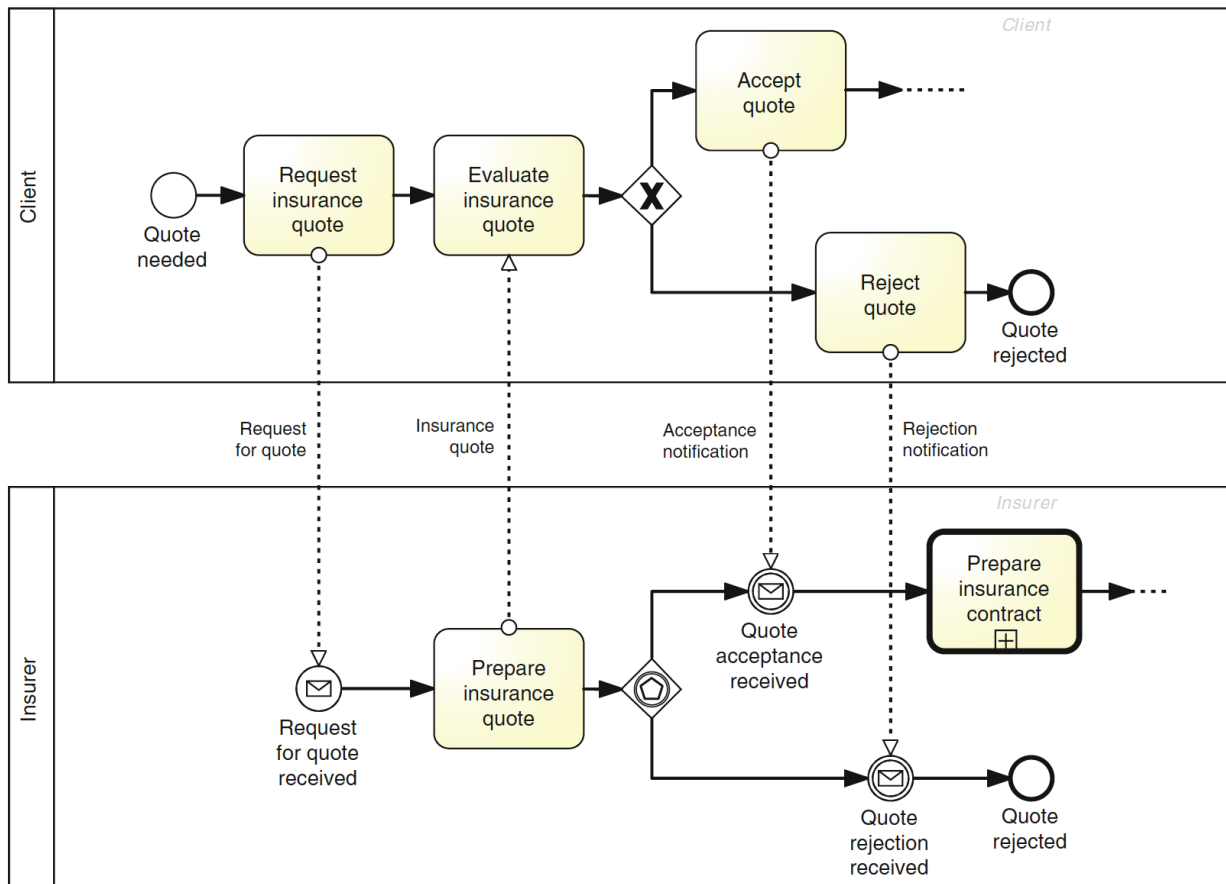 Client
Client
Accept
quote
Request
insurance
quote
Evaluate
insurance
quote
X
Quote
needed
Reject
quote
Quote
rejected
Request
for quote
Insurance
quote
Acceptance
notification
Rejection
notification
Insurer
Insurer
Prepare
insurance
contract
Quote
acceptance
received
Prepare
insurance
quote
Request
for quote
received
Quote
rejection
received
Quote
rejected